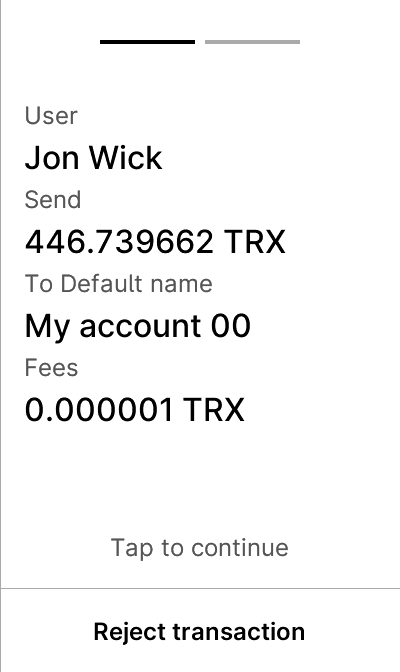 User
Jon Wick
Send
446.739662 TRX
To Default name
My account 00
Fees
0.000001 TRX
Tap to continue
Reject transaction